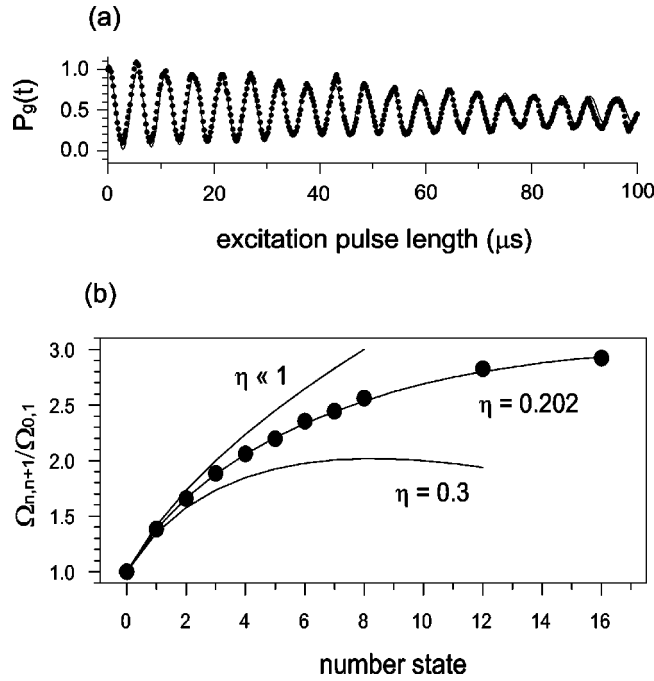 (a)
1.0
0.5
0.0
P_g(t)
0 20 40 60 80 100
excitation pulse length (μs)
(b)
3.0
2.5
2.0
1.5
1.0
Ω_{n,n+1}/Ω_{0,1}
η « 1
η = 0.202
η = 0.3
0 2 4 6 8 10 12 14 16
number state